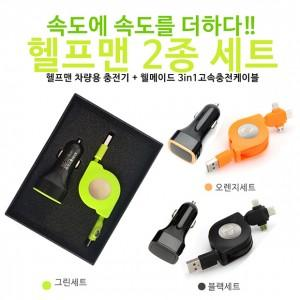 속도에 속도를 더하다!!
헬프맨 2종 세트
헬프맨 차량용 충전기 + 웰메이드 3in1고속충전케이블
오렌지세트
그린세트
블랙세트